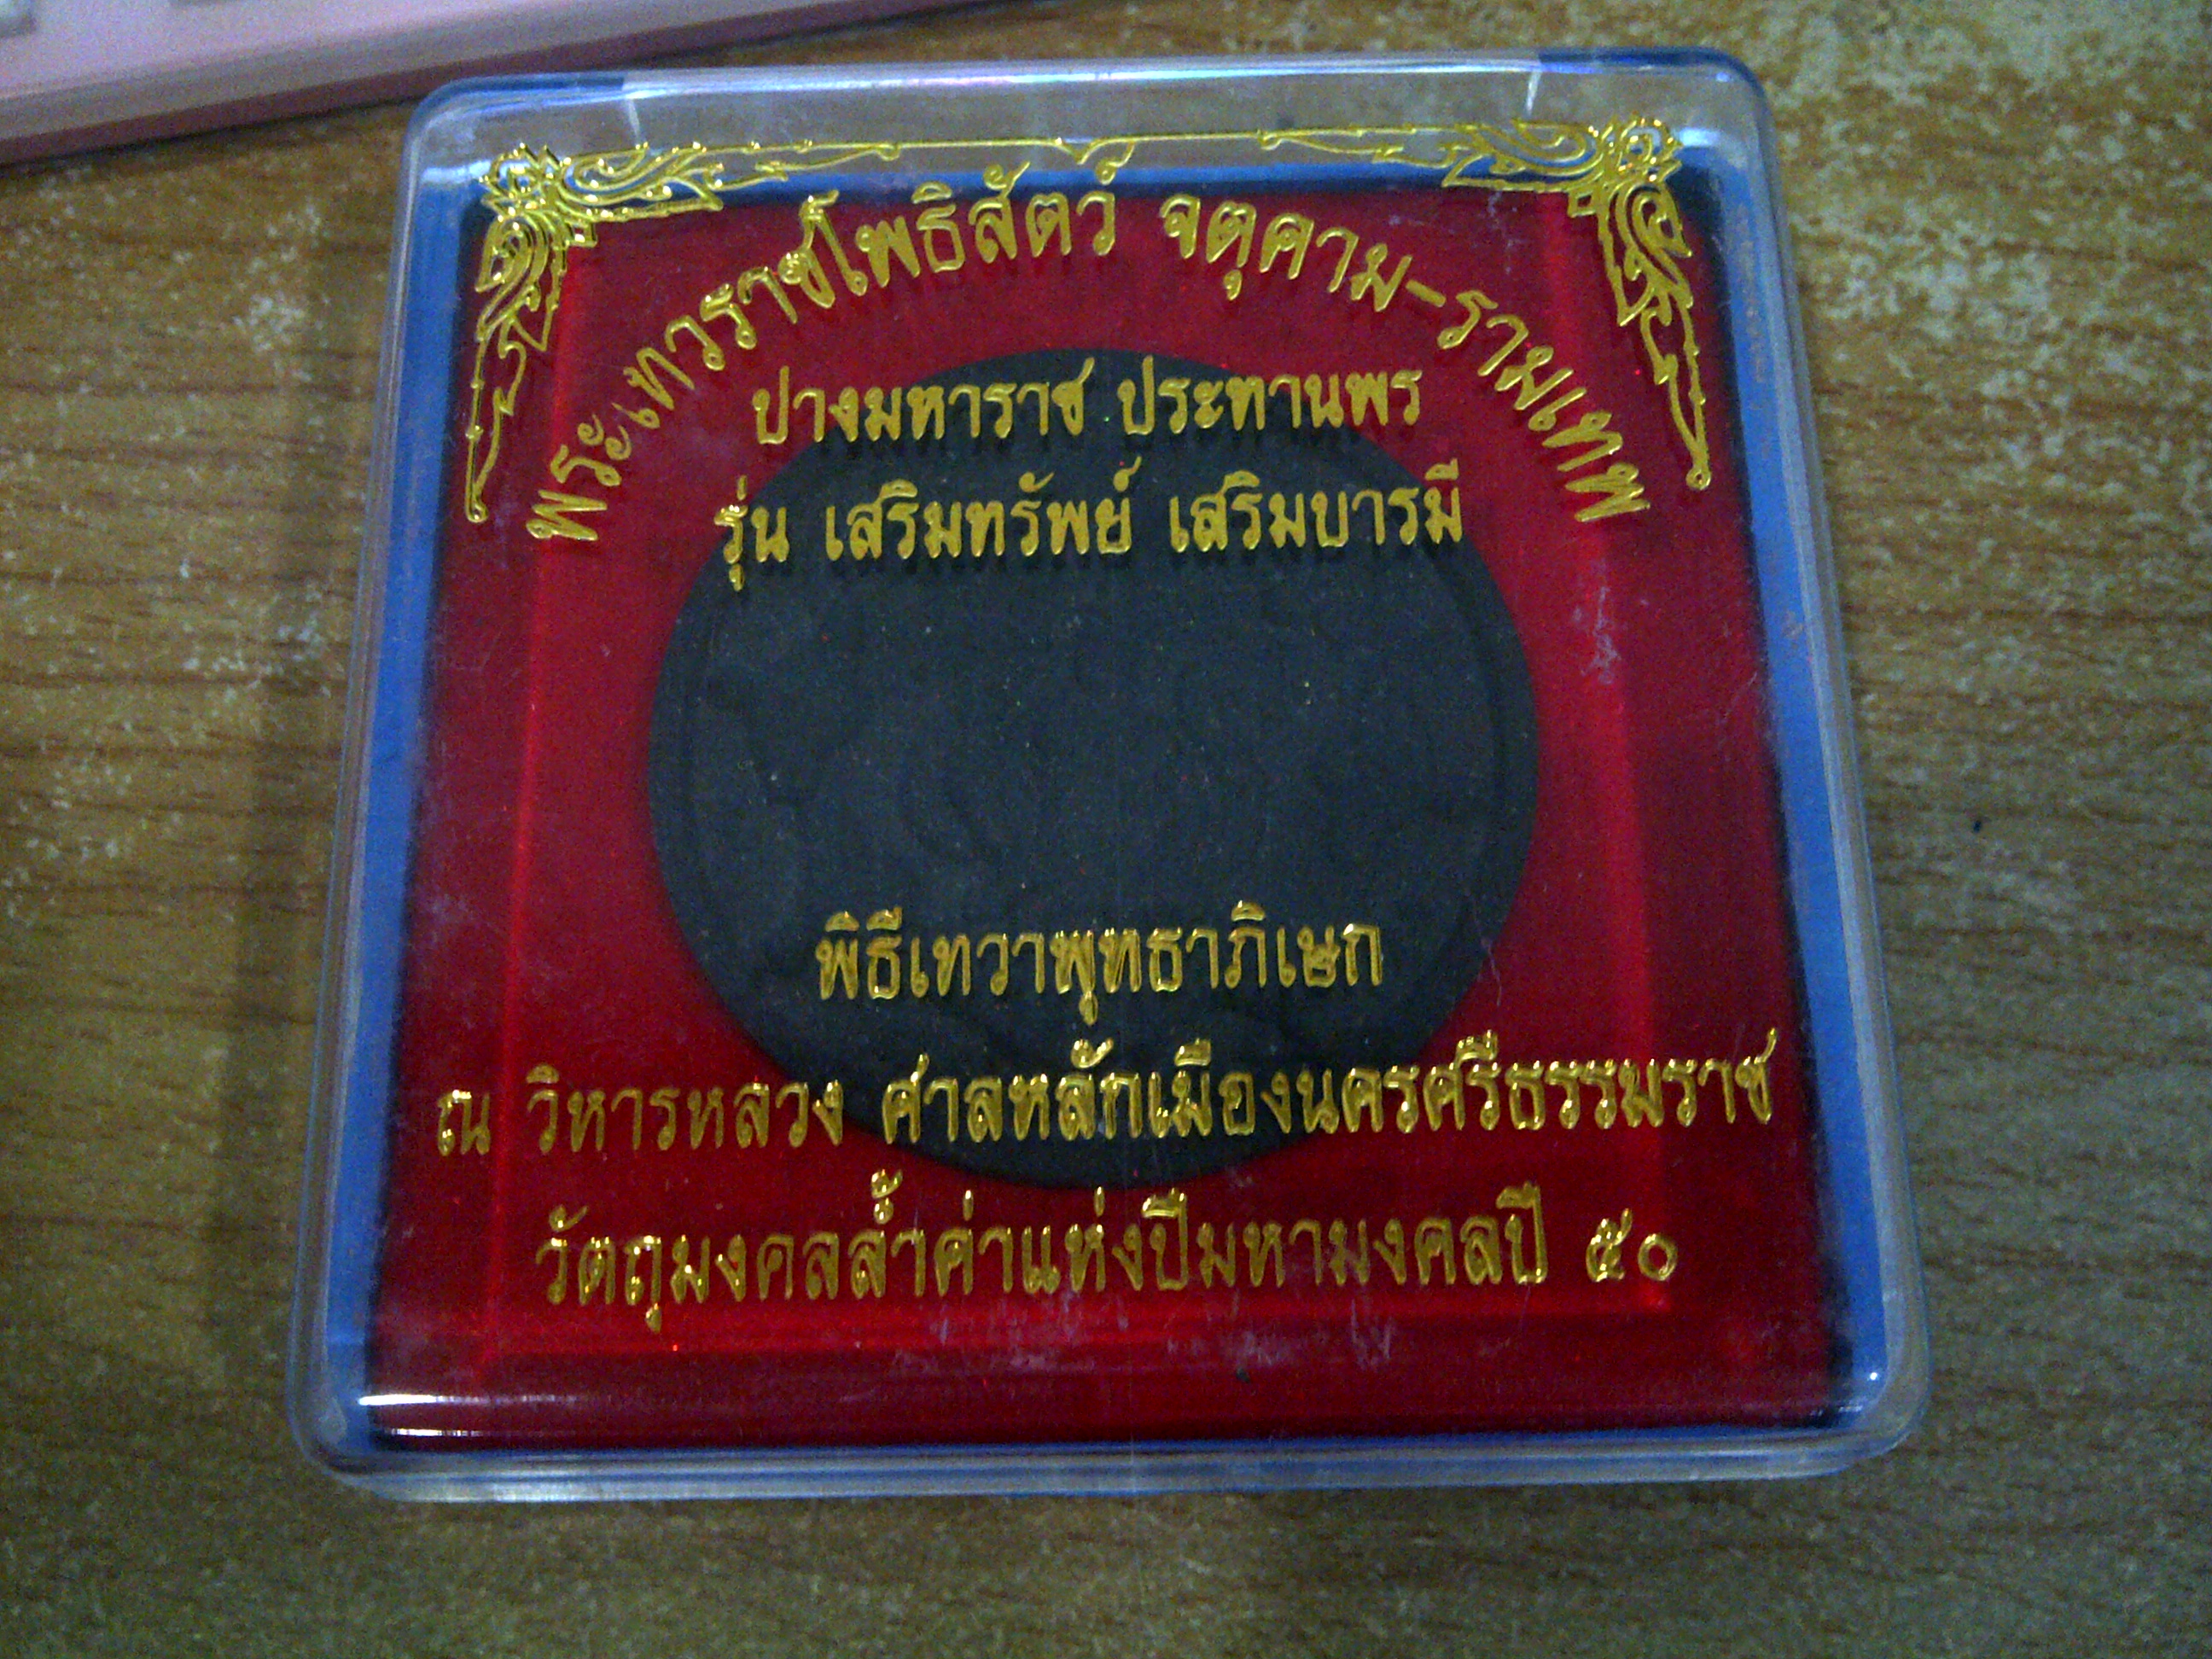 พระเทวราชโพธิสัตว์ จตุคาม-รามเทพ
ปางมหาราช ประทานพร
รุ่น เสริมทรัพย์ เสริมบารมี
พิธีเทวาพุทธาภิเษก
ณ วิหารหลวง ศาลหลักเมืองนครศรีธรรมราช
วัตถุมงคลล้ำค่าแห่งปีมหามงคลปี ๕๐